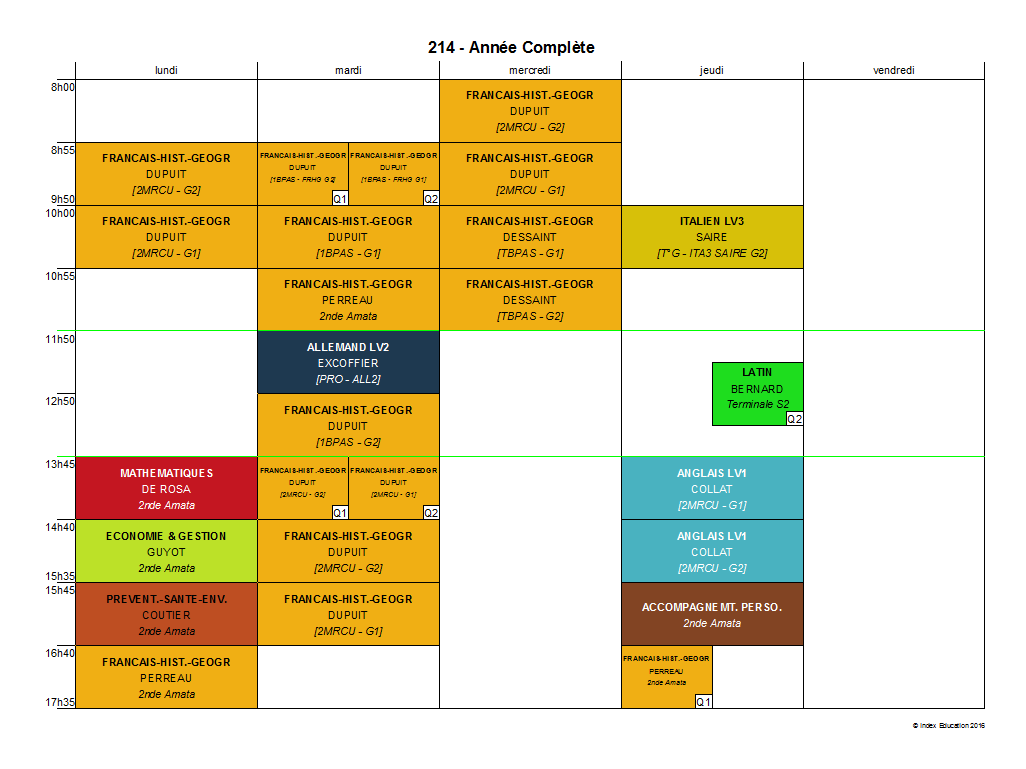 214 - Année Complète
lundi
mardi
mercredi
jeudi
vendredi
8h00
FRANCAIS-HIST.-GEOGR
DUPUIT
[2MRCU - G2]
8h55
FRANCAIS-HIST.-GEOGR
DUPUIT
[2MRCU - G2]
FRANCAIS-HIST.-GEOGR
DUPUIT
[1BPAS - FRHG G2]
Q1
FRANCAIS-HIST.-GEOGR
DUPUIT
[1BPAS - FRHG G1]
Q2
FRANCAIS-HIST.-GEOGR
DUPUIT
[2MRCU - G1]
9h50
10h00
FRANCAIS-HIST.-GEOGR
DUPUIT
[2MRCU - G1]
FRANCAIS-HIST.-GEOGR
DUPUIT
[1BPAS - G1]
FRANCAIS-HIST.-GEOGR
DESSAINT
[TBPAS - G1]
ITALIEN LV3
SAIRE
[T°G - ITA3 SAIRE G2]
10h55
FRANCAIS-HIST.-GEOGR
PERREAU
2nde Amata
FRANCAIS-HIST.-GEOGR
DESSAINT
[TBPAS - G2]
11h50
ALLEMAND LV2
EXCOFFIER
[PRO - ALL2]
LATIN
BERNARD
Terminale S2
Q2
12h50
FRANCAIS-HIST.-GEOGR
DUPUIT
[1BPAS - G2]
13h45
MATHEMATIQUES
DE ROSA
2nde Amata
FRANCAIS-HIST.-GEOGR
DUPUIT
[2MRCU - G2]
Q1
FRANCAIS-HIST.-GEOGR
DUPUIT
[2MRCU - G1]
Q2
ANGLAIS LV1
COLLAT
[2MRCU - G1]
14h40
ECONOMIE & GESTION
GUYOT
2nde Amata
FRANCAIS-HIST.-GEOGR
DUPUIT
[2MRCU - G2]
ANGLAIS LV1
COLLAT
[2MRCU - G2]
15h35
15h45
PREVENT.-SANTE-ENV.
COUTIER
2nde Amata
FRANCAIS-HIST.-GEOGR
DUPUIT
[2MRCU - G1]
ACCOMPAGNEMT. PERSO.
2nde Amata
16h40
FRANCAIS-HIST.-GEOGR
PERREAU
2nde Amata
FRANCAIS-HIST.-GEOGR
PERREAU
2nde Amata
Q1
17h35
© Index Education 2016